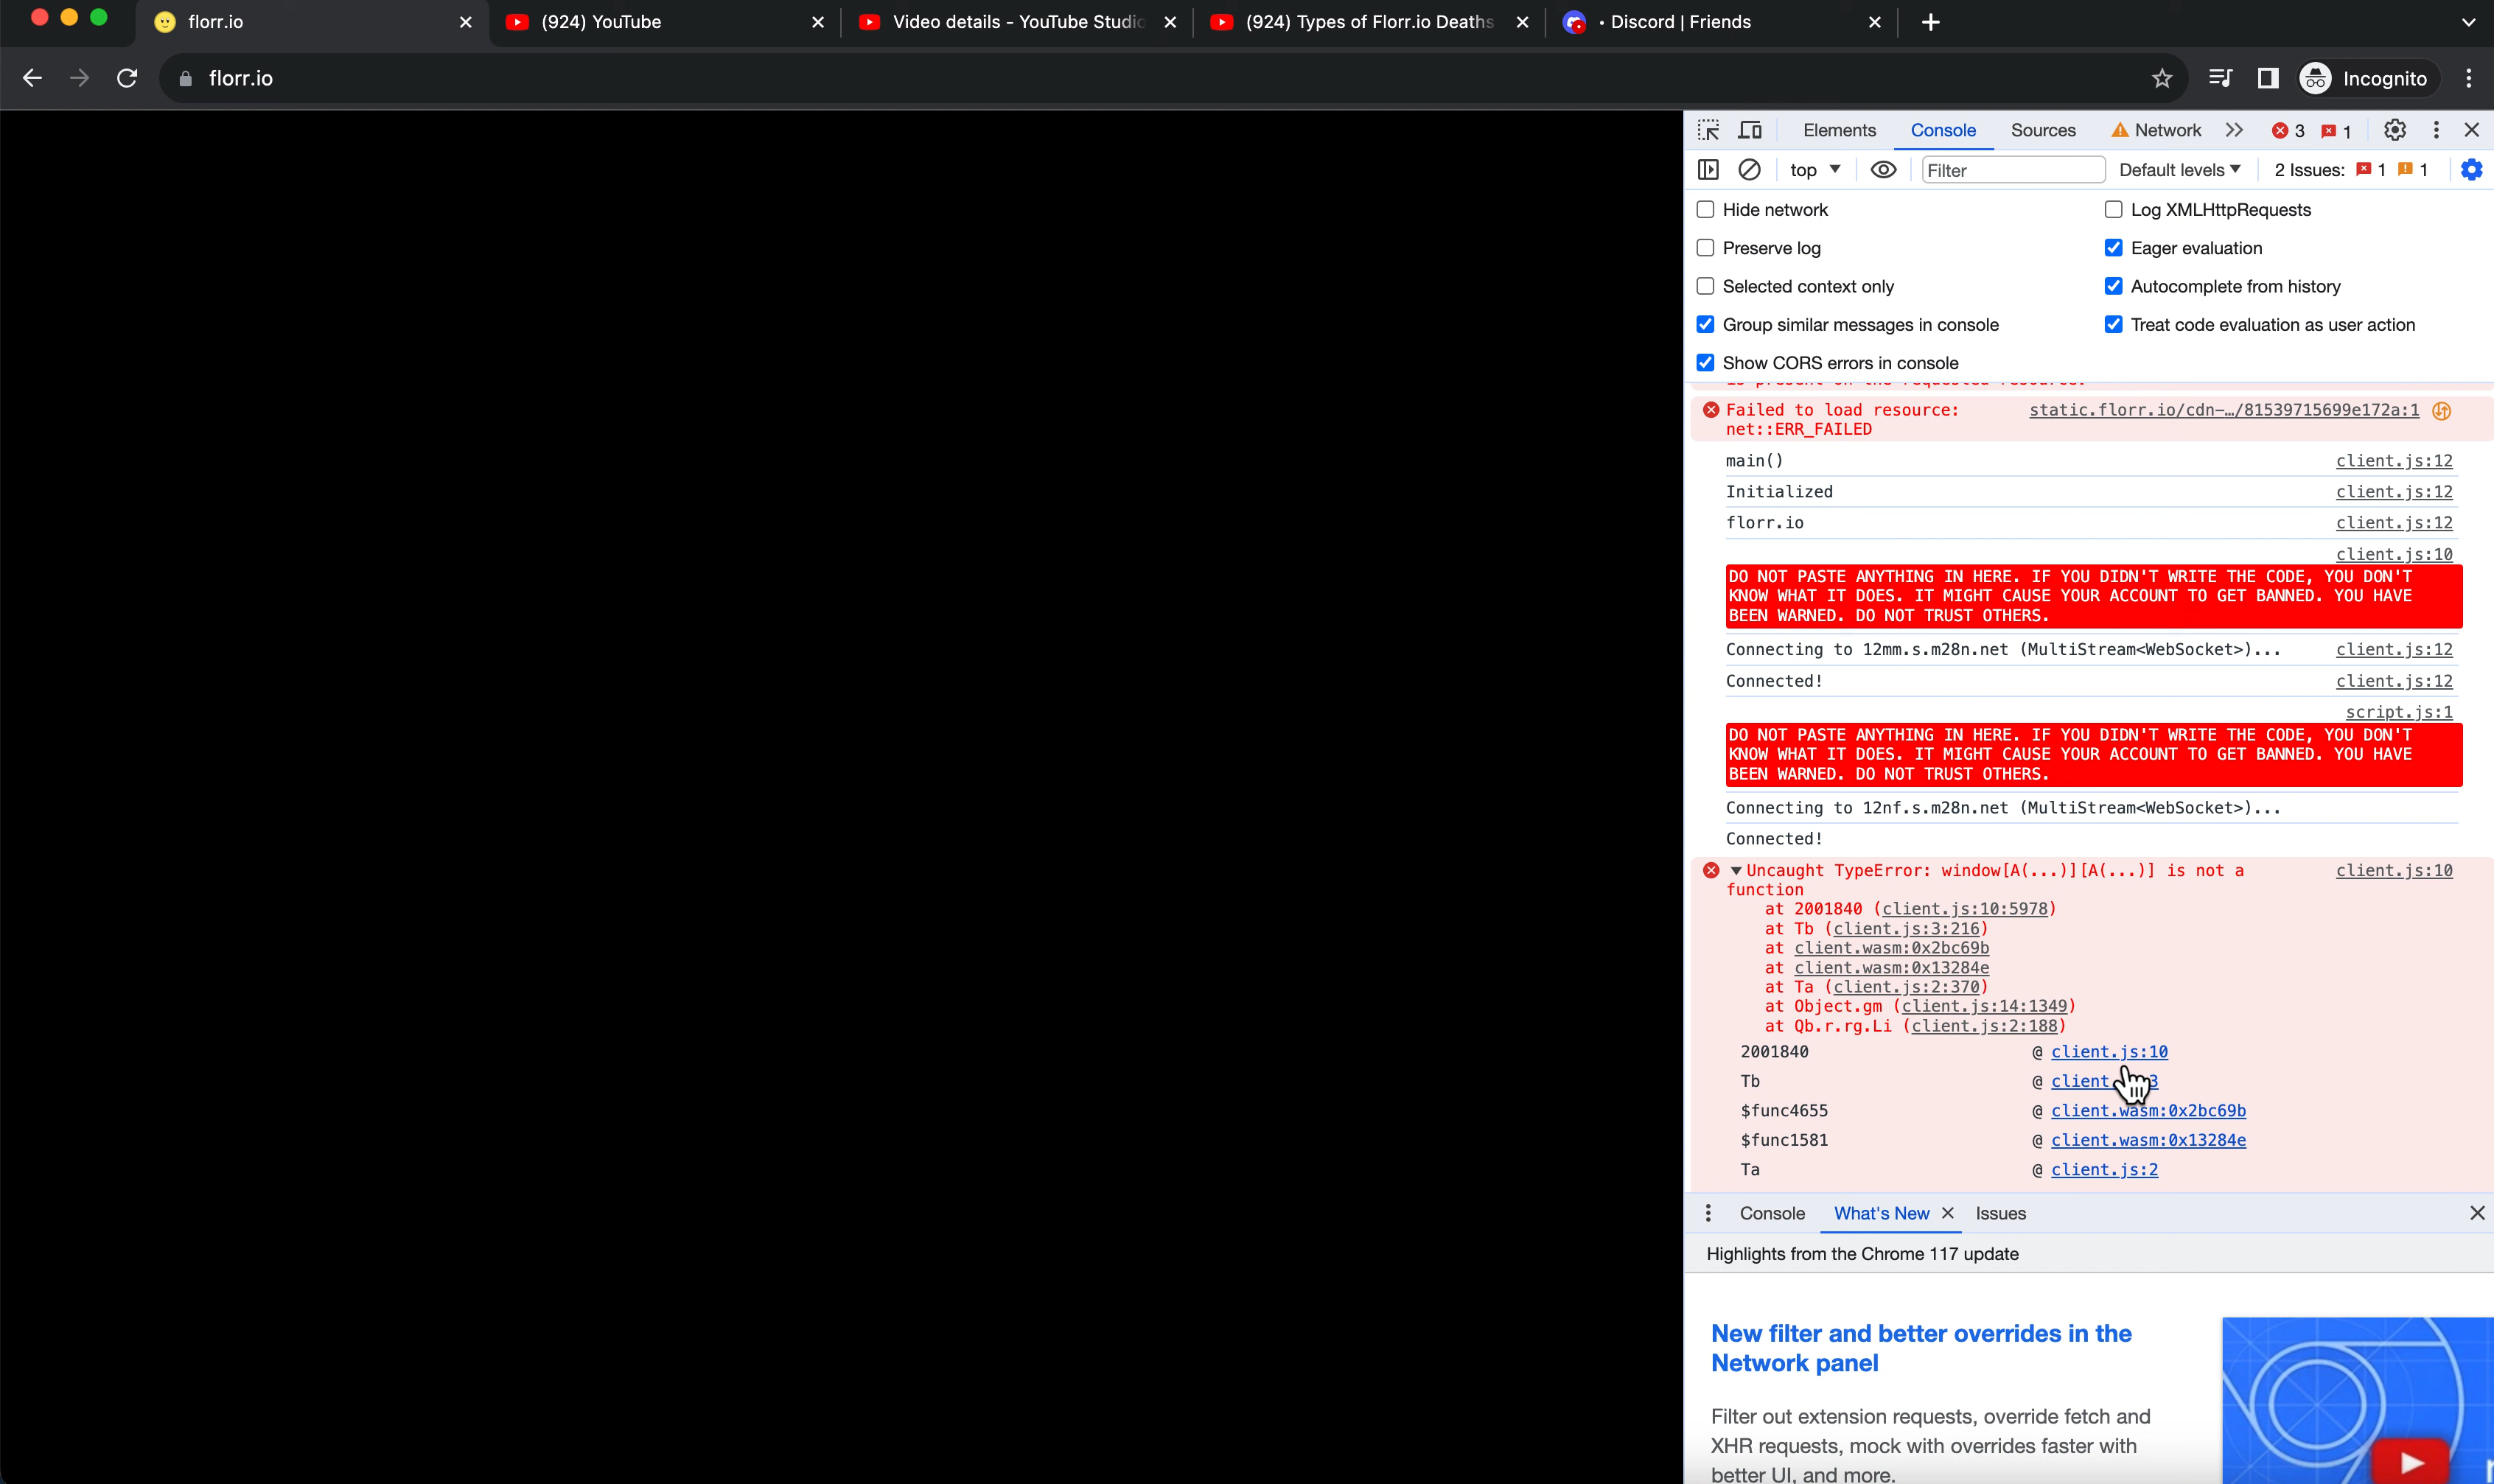 florr.io
(924) YouTube
Video details - YouTube Studio
(924) Types of Florr.io Deaths
• Discord | Friends
florr.io
Incognito
Elements
Console
Sources
Network
3
1
top
Filter
Default levels
2 Issues:
1
1
Hide network
Log XMLHttpRequests
Preserve log
Eager evaluation
Selected context only
Autocomplete from history
Group similar messages in console
Treat code evaluation as user action
Show CORS errors in console
is present on the requested resource.
Failed to load resource: static.florr.io/cdn-…/81539715699e172a:1
net::ERR_FAILED
main() client.js:12
Initialized client.js:12
florr.io client.js:12
client.js:10
DO NOT PASTE ANYTHING IN HERE. IF YOU DIDN'T WRITE THE CODE, YOU DON'T
KNOW WHAT IT DOES. IT MIGHT CAUSE YOUR ACCOUNT TO GET BANNED. YOU HAVE
BEEN WARNED. DO NOT TRUST OTHERS.
Connecting to 12mm.s.m28n.net (MultiStream<WebSocket>)... client.js:12
Connected! client.js:12
script.js:1
DO NOT PASTE ANYTHING IN HERE. IF YOU DIDN'T WRITE THE CODE, YOU DON'T
KNOW WHAT IT DOES. IT MIGHT CAUSE YOUR ACCOUNT TO GET BANNED. YOU HAVE
BEEN WARNED. DO NOT TRUST OTHERS.
Connecting to 12nf.s.m28n.net (MultiStream<WebSocket>)...
Connected!
Uncaught TypeError: window[A(...)][A(...)] is not a client.js:10
function
at 2001840 (client.js:10:5978)
at Tb (client.js:3:216)
at client.wasm:0x2bc69b
at client.wasm:0x13284e
at Ta (client.js:2:370)
at Object.gm (client.js:14:1349)
at Qb.r.rg.Li (client.js:2:188)
2001840 @ client.js:10
Tb @ client 3
$func4655 @ client.wasm:0x2bc69b
$func1581 @ client.wasm:0x13284e
Ta @ client.js:2
Console
What's New
Issues
Highlights from the Chrome 117 update
New filter and better overrides in the
Network panel
Filter out extension requests, override fetch and
XHR requests, mock with overrides faster with
better UI, and more.